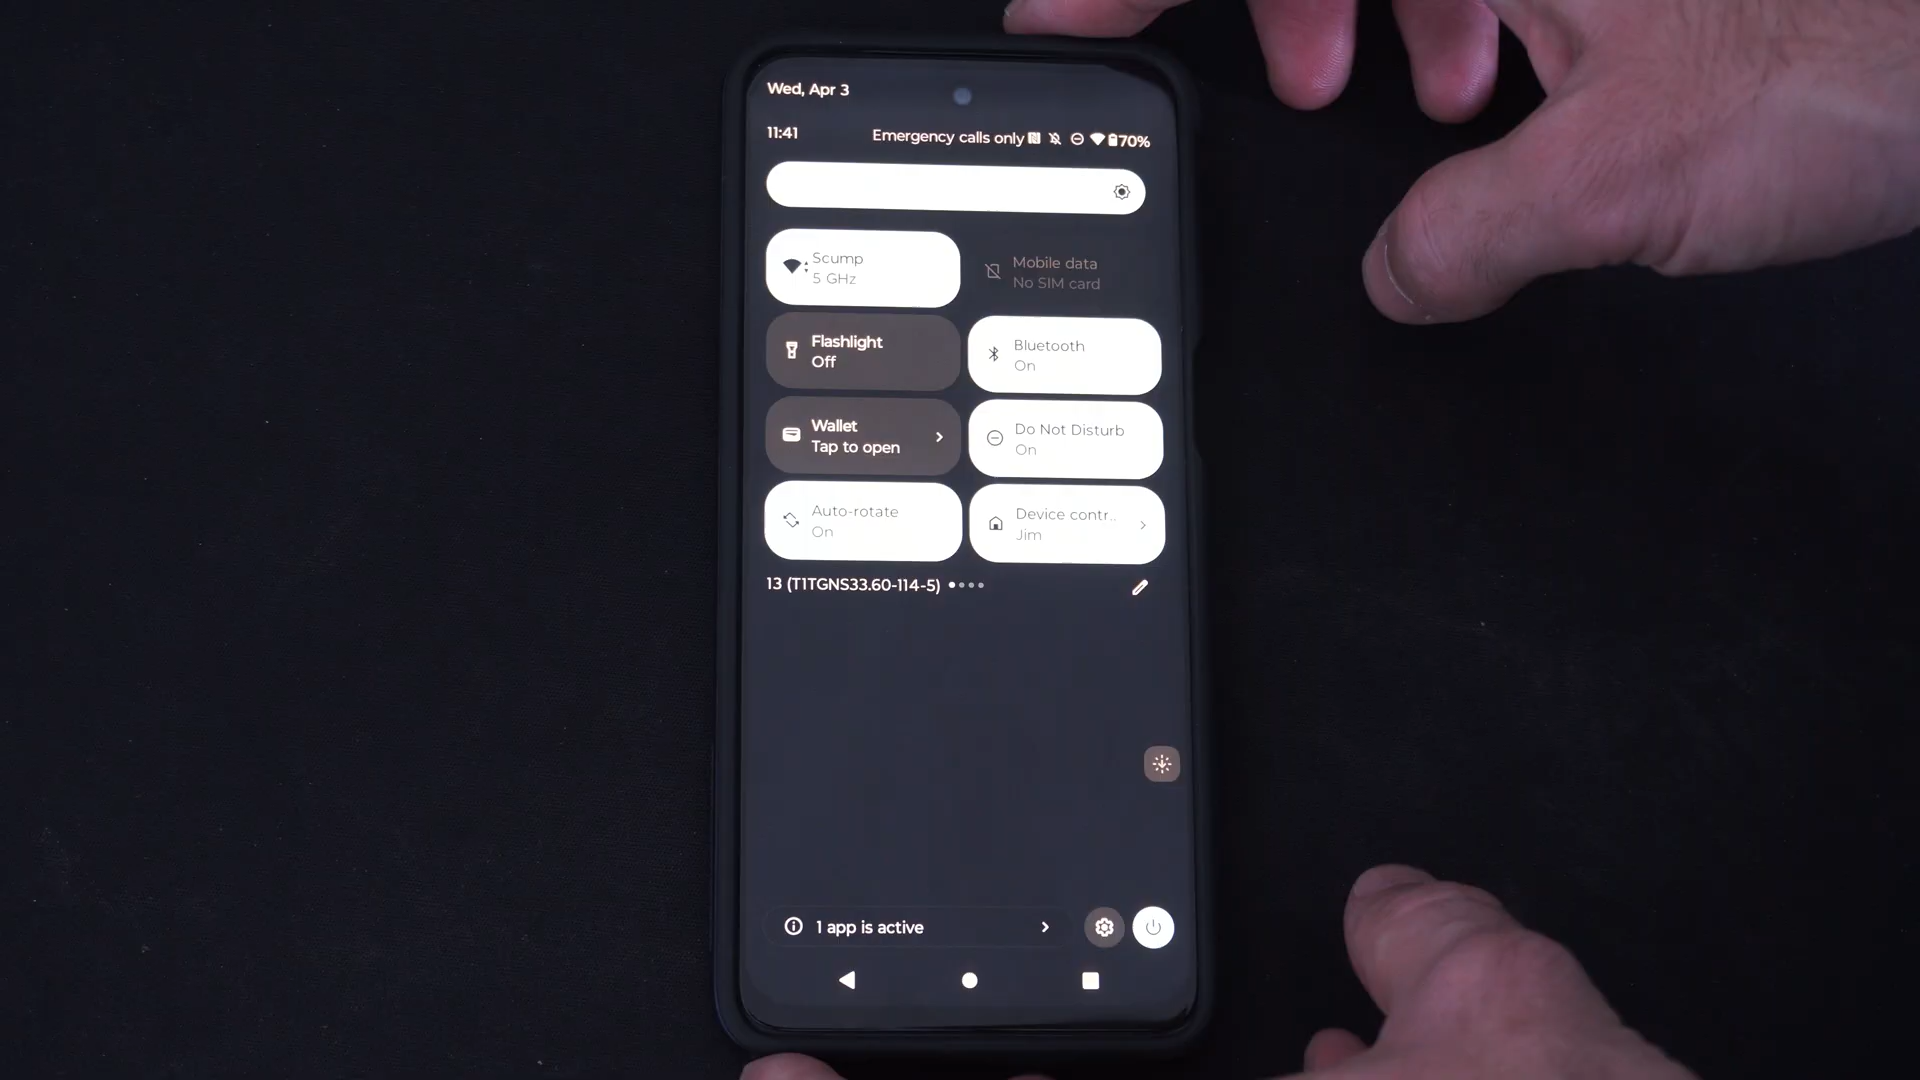 Wed, Apr 3
11:41
Emergency calls only
70%
Scump
5 GHz
Mobile data
No SIM card
Flashlight
Off
Bluetooth
On
Wallet
Tap to open
Do Not Disturb
On
Auto-rotate
On
Device contr..
Jim
13 (T1TGNS33.60-114-5)
1 app is active